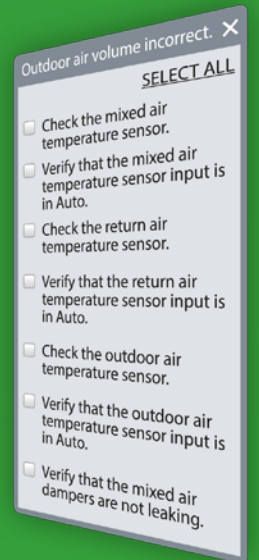 Outdoor air volume incorrect. ×
SELECT ALL
Check the mixed air
temperature sensor.
Verify that the mixed air
temperature sensor input is
in Auto.
Check the return air
temperature sensor.
Verify that the return air
temperature sensor input is
in Auto.
Check the outdoor air
temperature sensor.
Verify that the outdoor air
temperature sensor input is
in Auto.
Verify that the mixed air
dampers are not leaking.